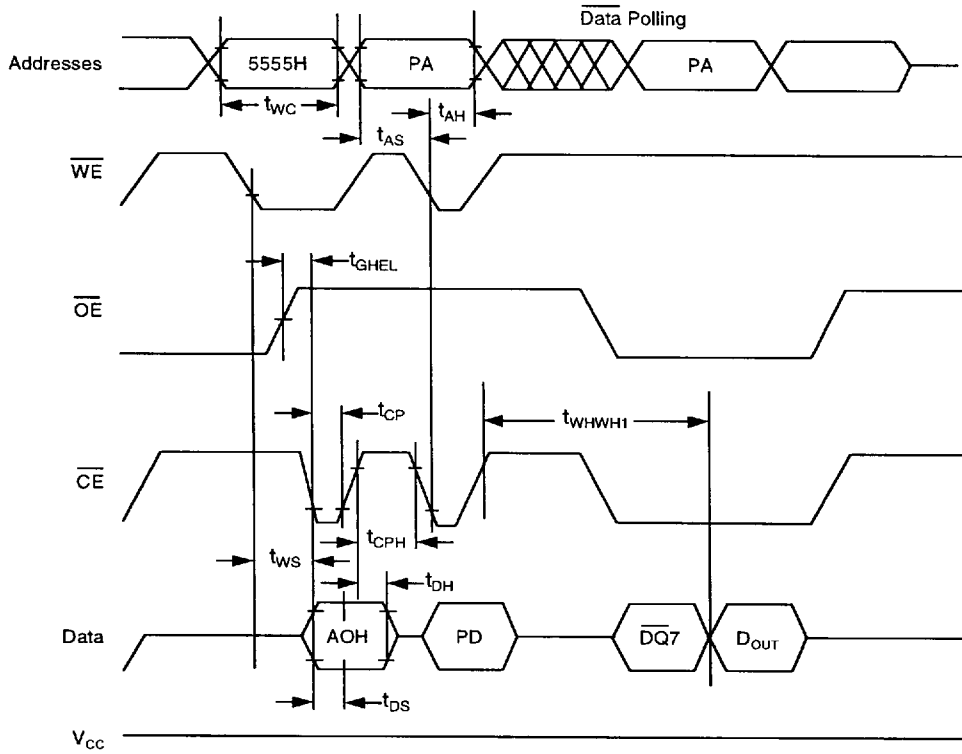 Data Polling
Addresses
5555H
PA
PA
tWC
tAH
tAS
WE
tGHEL
OE
tCP
tWHWH1
CE
tCPH
tWS
tDH
Data
AOH
PD
DQ7
DOUT
tDS
VCC